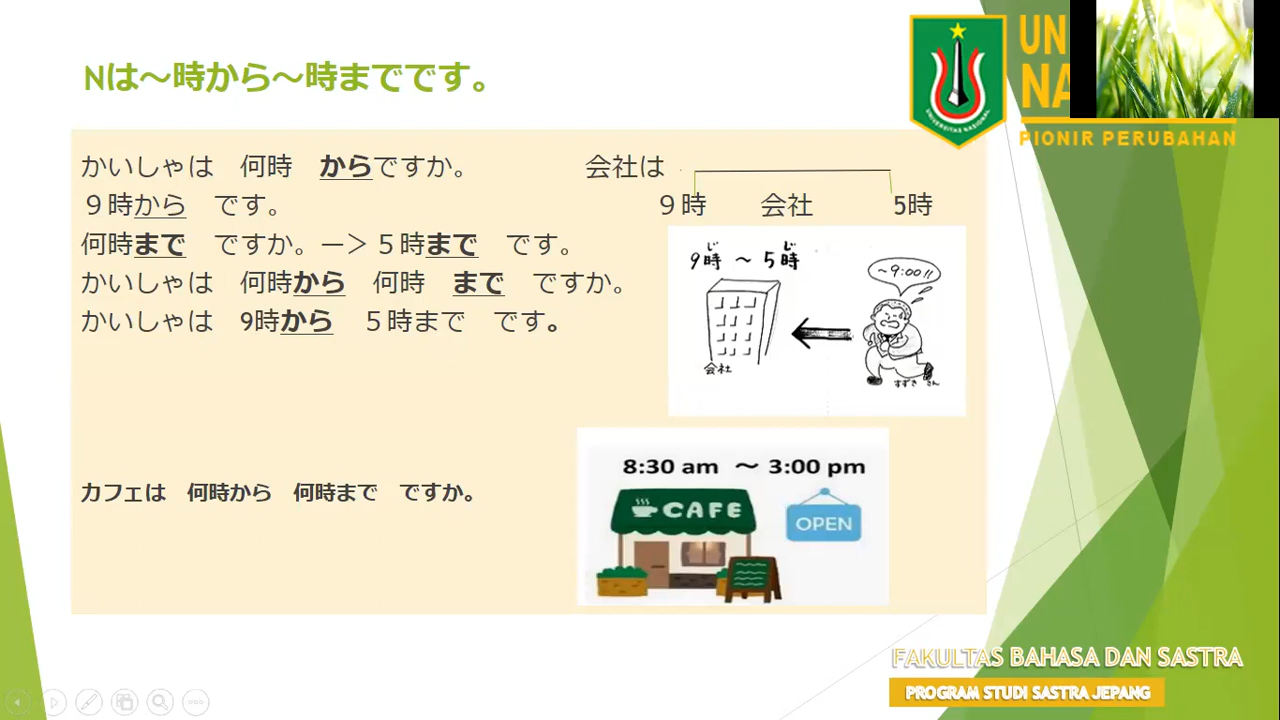 Nは～時から～時までです。
かいしゃは　何時　からですか。
９時から　です。
何時まで　ですか。ー＞５時まで　です。
かいしゃは　何時から　何時　まで　ですか。
かいしゃは　9時から　５時まで　です。
会社は
９時　会社　5時
じ　じ
9時 ～ 5時
～9:00!!
会社
すずき さん
カフェは　何時から　何時まで　ですか。
8:30 am ～ 3:00 pm
CAFE
OPEN
UNIVERSITAS NASIONAL
UN
NA
PIONIR PERUBAHAN
FAKULTAS BAHASA DAN SASTRA
PROGRAM STUDI SASTRA JEPANG